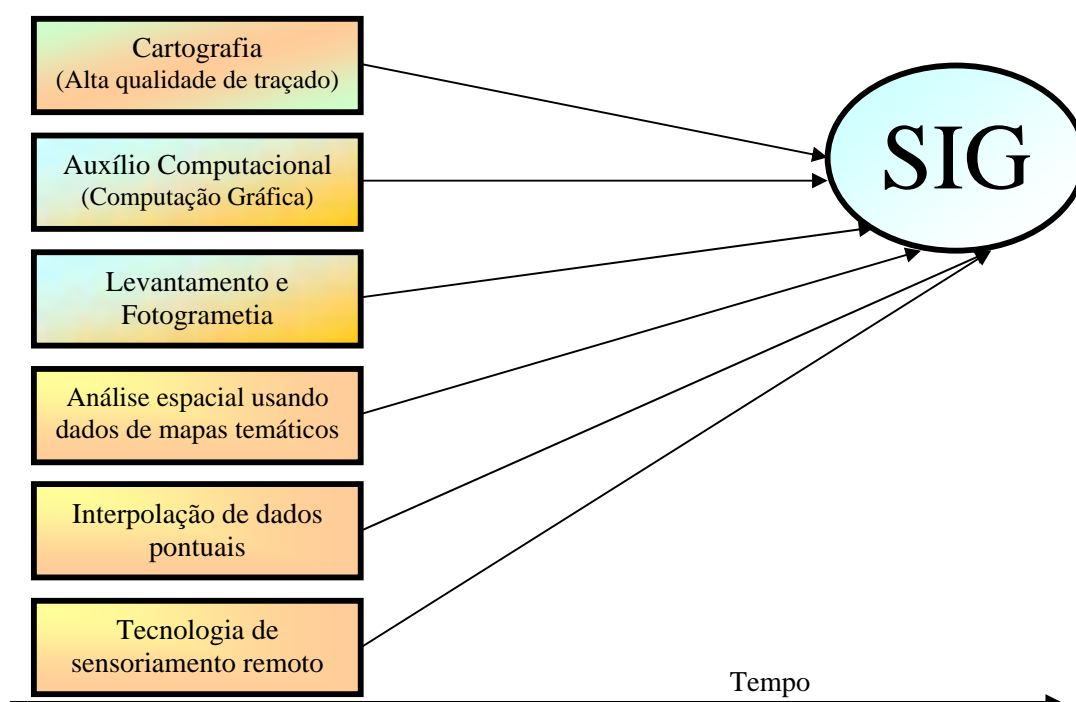 Cartografia
(Alta qualidade de traçado)
Auxílio Computacional
(Computação Gráfica)
Levantamento e
Fotogrametia
Análise espacial usando
dados de mapas temáticos
Interpolação de dados
pontuais
Tecnologia de
sensoriamento remoto
SIG
Tempo